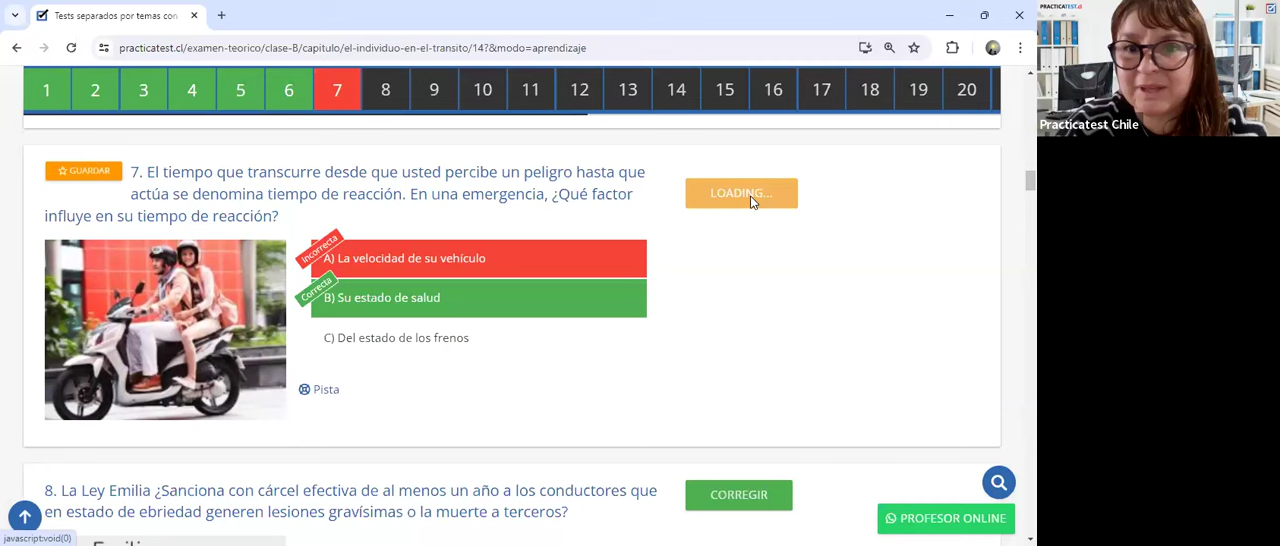 Tests separados por temas con
PRACTICATEST.cl
practicatest.cl/examen-teorico/clase-B/capitulo/el-individuo-en-el-transito/147&modo=aprendizaje
1 2 3 4 5 6 7 8 9 10 11 12 13 14 15 16 17 18 19 20
Practicatest Chile
GUARDAR
7. El tiempo que transcurre desde que usted percibe un peligro hasta que
actúa se denomina tiempo de reacción. En una emergencia, ¿Qué factor
influye en su tiempo de reacción?
LOADING...
Incorrecta
A) La velocidad de su vehículo
Correcta
B) Su estado de salud
C) Del estado de los frenos
Pista
8. La Ley Emilia ¿Sanciona con cárcel efectiva de al menos un año a los conductores que
en estado de ebriedad generen lesiones gravísimas o la muerte a terceros?
CORREGIR
PROFESOR ONLINE
javascript:void(0)